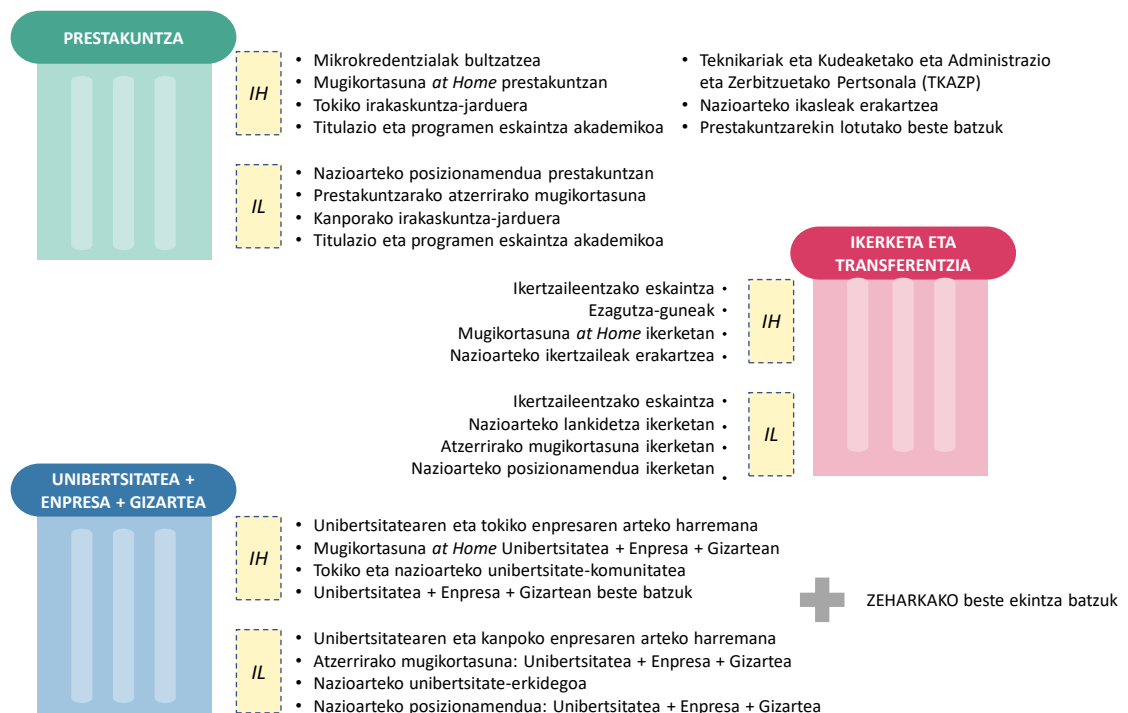 PRESTAKUNTZA
IH
• Mikrokredentzialak bultzatzea
• Mugikortasuna at Home prestakuntzan
• Tokiko irakaskuntza-jarduera
• Titulazio eta programen eskaintza akademikoa
• Teknikariak eta Kudeaketako eta Administrazio
eta Zerbitzuetako Pertsonala (TKAZP)
• Nazioarteko ikasleak erakartzea
• Prestakuntzarekin lotutako beste batzuk
IL
• Nazioarteko posizionamendua prestakuntzan
• Prestakuntzarako atzerrirako mugikortasuna
• Kanporako irakaskuntza-jarduera
• Titulazio eta programen eskaintza akademikoa
IKERKETA ETA
TRANSFERENTZIA
Ikertzaileentzako eskaintza •
Ezagutza-guneak •
Mugikortasuna at Home ikerketan •
Nazioarteko ikertzaileak erakartzea •
IH
Ikertzaileentzako eskaintza •
Nazioarteko lankidetza ikerketan •
Atzerrirako mugikortasuna ikerketan •
Nazioarteko posizionamendua ikerketan •
•
IL
UNIBERTSITATEA +
ENPRESA + GIZARTEA
IH
• Unibertsitatearen eta tokiko enpresaren arteko harremana
• Mugikortasuna at Home Unibertsitatea + Enpresa + Gizartean
• Tokiko eta nazioarteko unibertsitate-komunitatea
• Unibertsitatea + Enpresa + Gizartean beste batzuk
ZEHARKAKO beste ekintza batzuk
IL
• Unibertsitatearen eta kanpoko enpresaren arteko harremana
• Atzerrirako mugikortasuna: Unibertsitatea + Enpresa + Gizartea
• Nazioarteko unibertsitate-erkidegoa
• Nazioarteko posizionamendua: Unibertsitatea + Enpresa + Gizartea